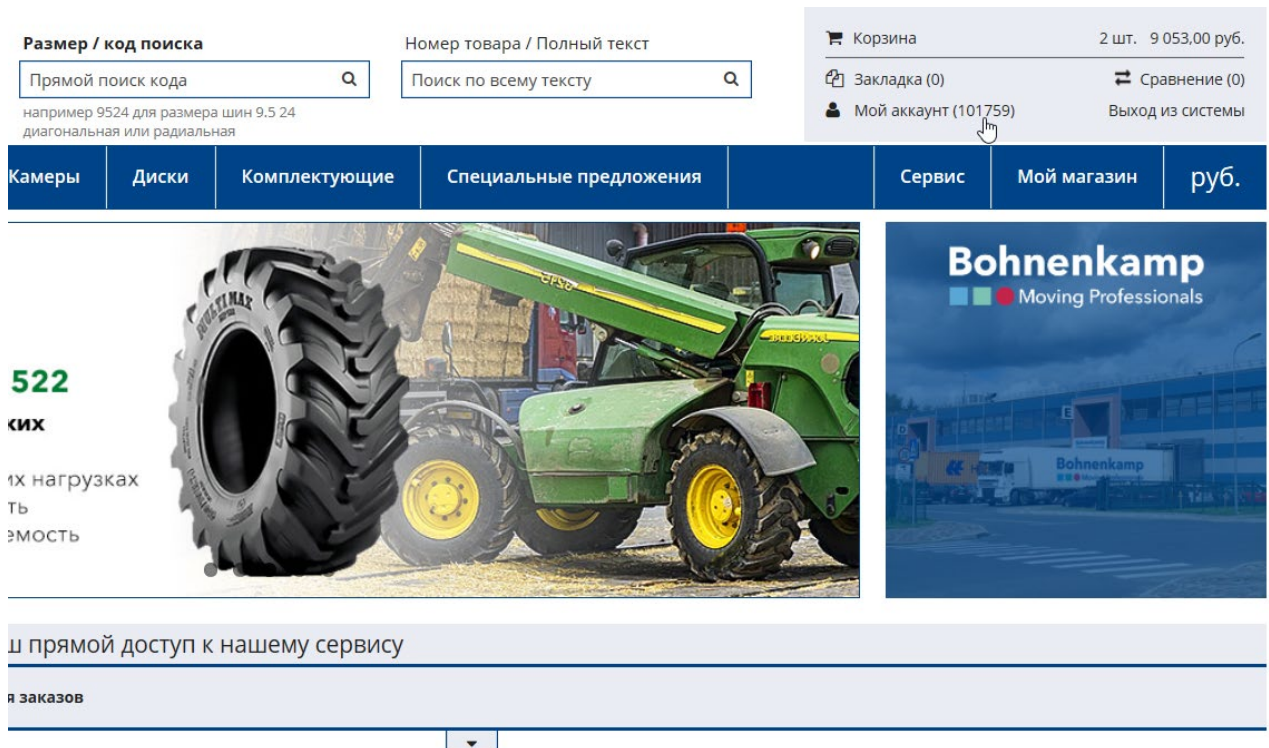 Размер / код поиска
Номер товара / Полный текст
Прямой поиск кода
Поиск по всему тексту
например 9524 для размера шин 9.5 24
диагональная или радиальная
Корзина 2 шт. 9 053,00 руб.
Закладка (0) Сравнение (0)
Мой аккаунт (101759) Выход из системы
Камеры Диски Комплектующие Специальные предложения Сервис Мой магазин руб.
522
ких
их нагрузках
ть
емость
MULTIMAX
Bohnenkamp
Moving Professionals
D
E
Bohnenkamp
ш прямой доступ к нашему сервису
я заказов